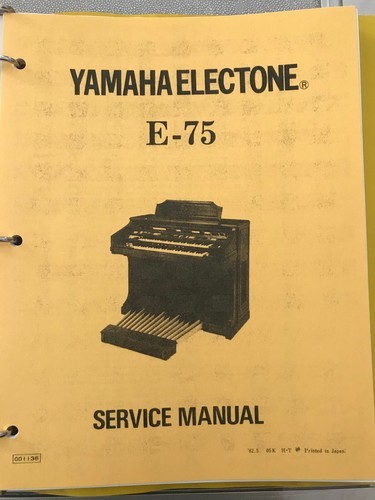 YAMAHA ELECTONE®
E-75
SERVICE MANUAL
001138
Printed in Japan